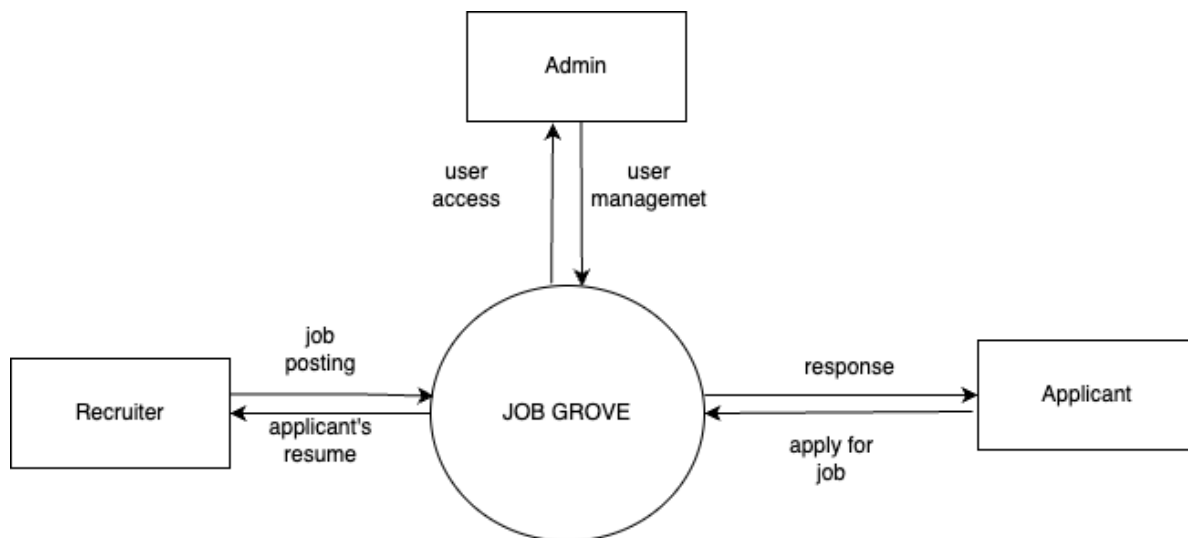 Admin
user
access
user
managemet
job
posting
Recruiter
applicant's
resume
JOB GROVE
response
apply for
job
Applicant